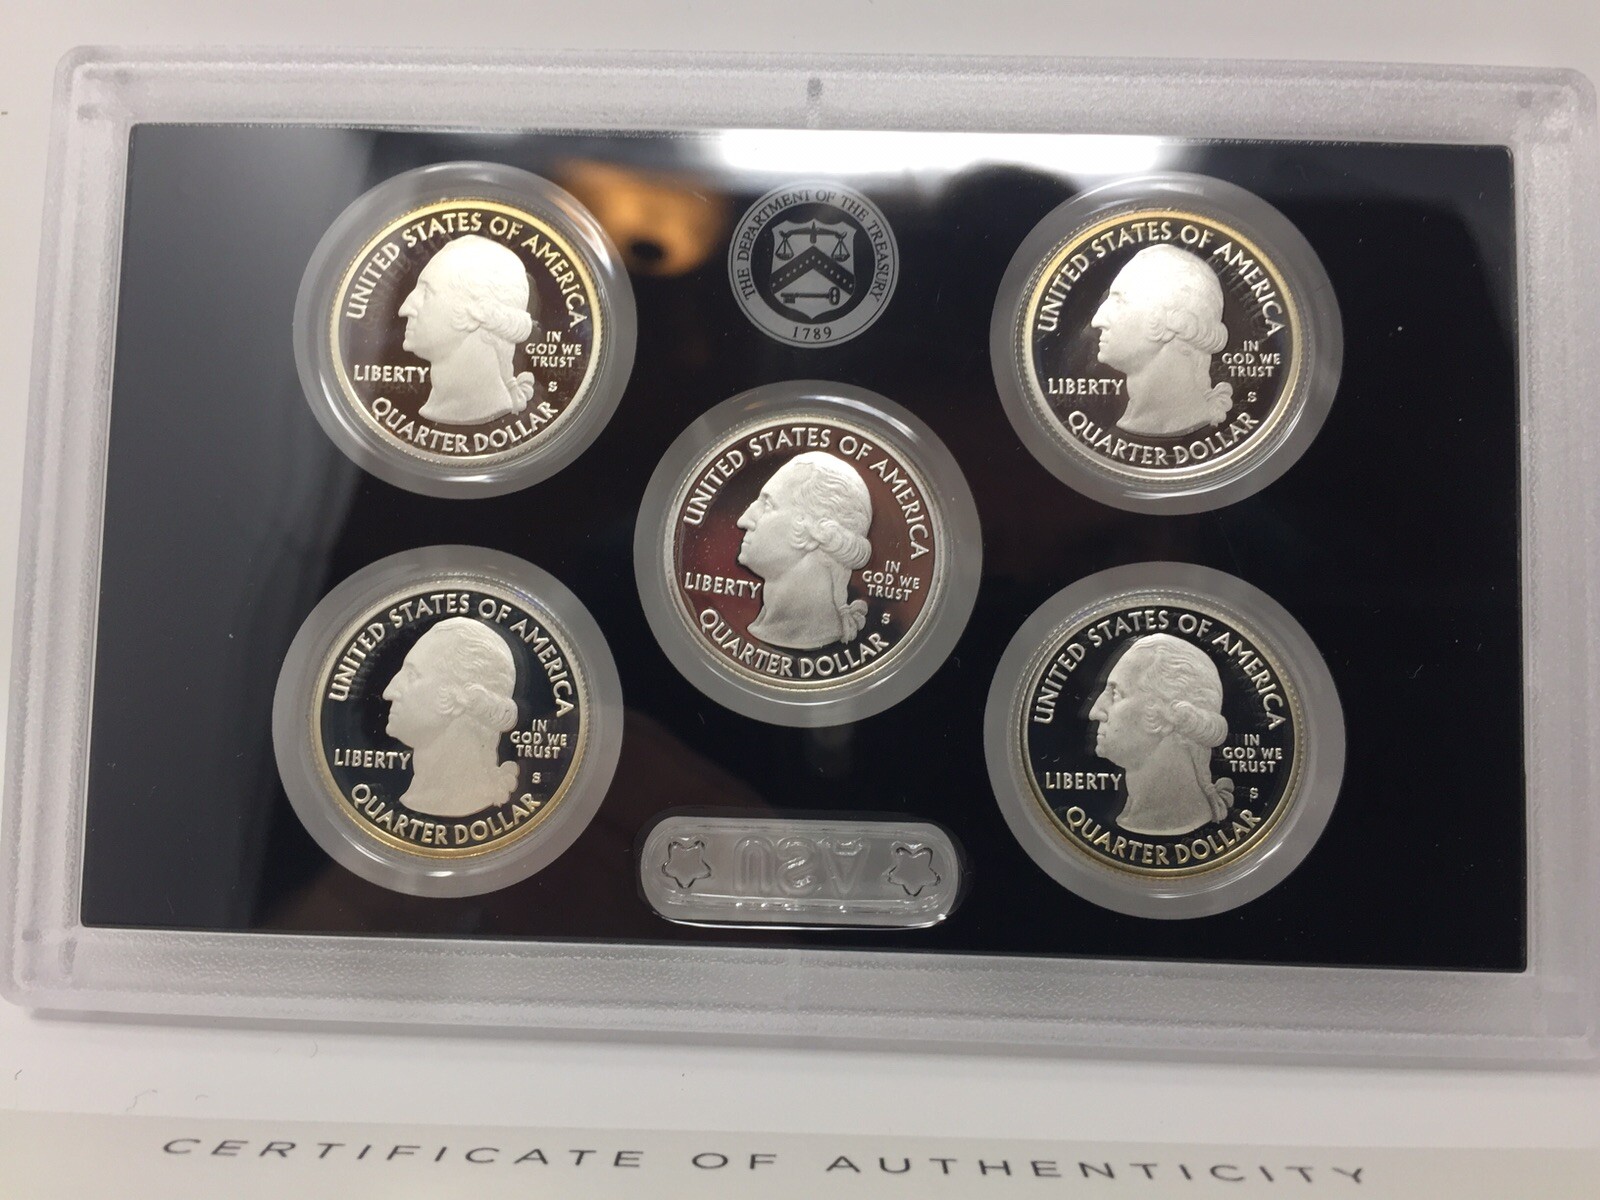 UNITED STATES OF AMERICA
LIBERTY
IN
GOD WE
TRUST
S
QUARTER DOLLAR
THE DEPARTMENT OF THE TREASURY
1789
UNITED STATES OF AMERICA
LIBERTY
IN
GOD WE
TRUST
S
QUARTER DOLLAR
UNITED STATES OF AMERICA
LIBERTY
IN
GOD WE
TRUST
S
QUARTER DOLLAR
UNITED STATES OF AMERICA
LIBERTY
IN
GOD WE
TRUST
S
QUARTER DOLLAR
UNITED STATES OF AMERICA
LIBERTY
IN
GOD WE
TRUST
S
QUARTER DOLLAR
USA
CERTIFICATE OF AUTHENTICITY